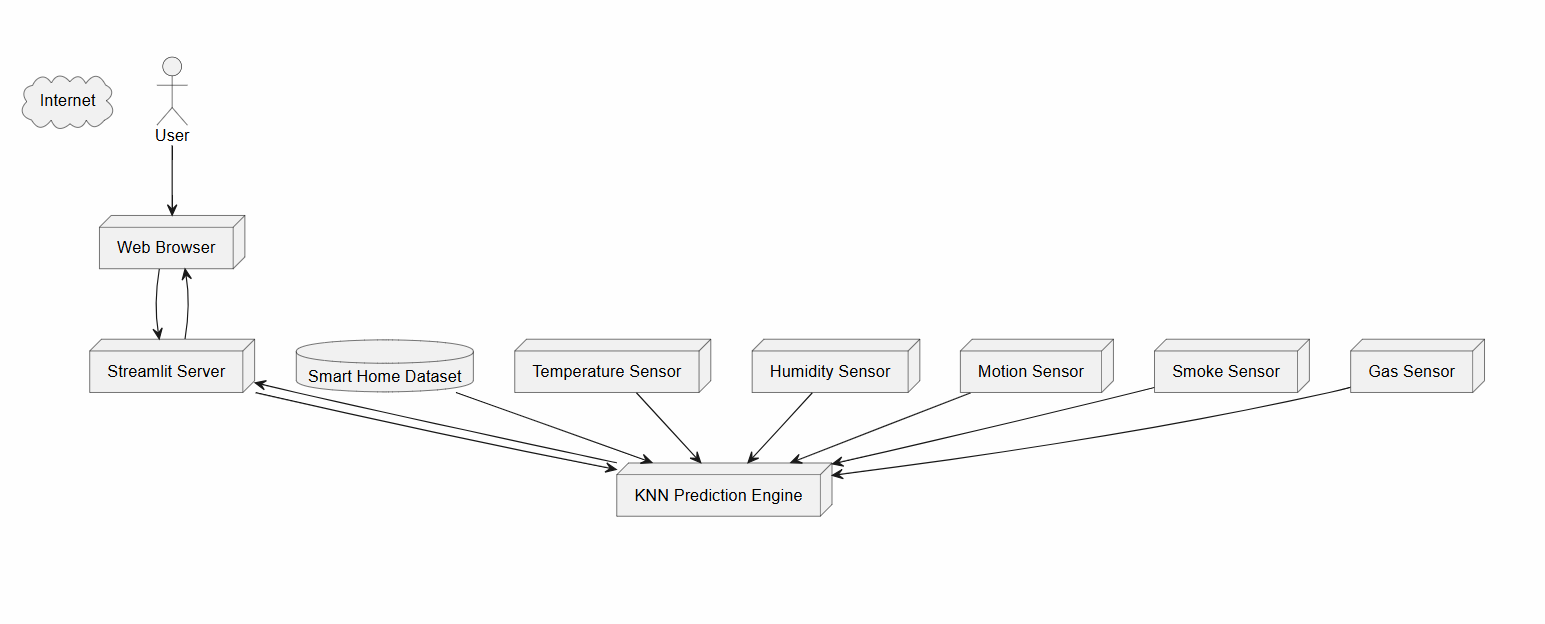 Internet
User
Web Browser
Streamlit Server
Smart Home Dataset
Temperature Sensor
Humidity Sensor
Motion Sensor
Smoke Sensor
Gas Sensor
KNN Prediction Engine